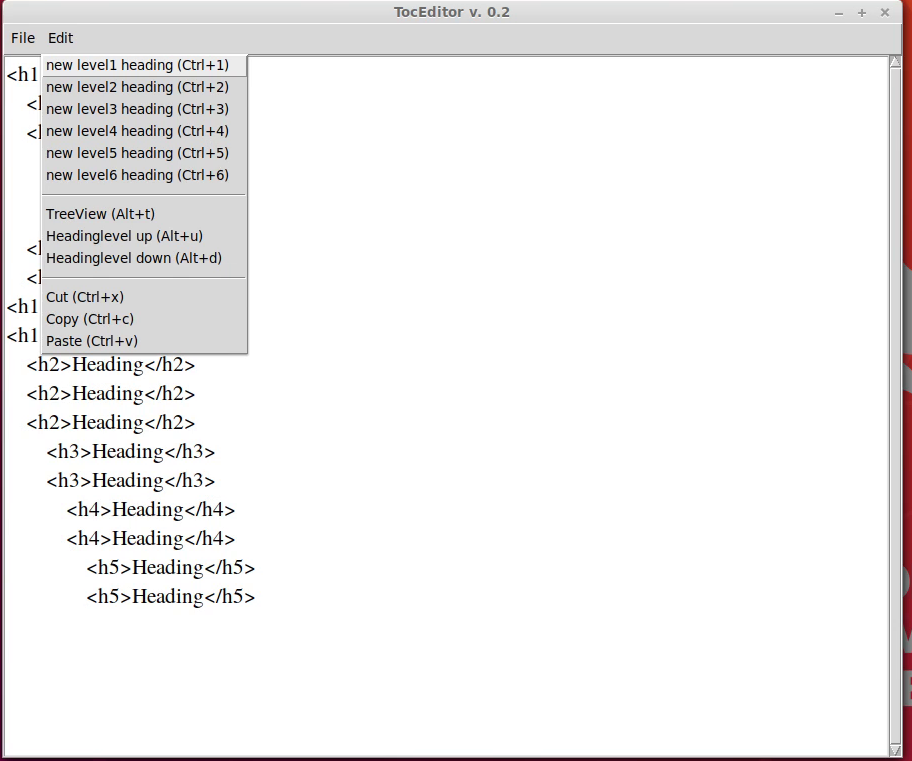 TocEditor v. 0.2
File Edit
new level1 heading (Ctrl+1)
new level2 heading (Ctrl+2)
new level3 heading (Ctrl+3)
new level4 heading (Ctrl+4)
new level5 heading (Ctrl+5)
new level6 heading (Ctrl+6)
TreeView (Alt+t)
Headinglevel up (Alt+u)
Headinglevel down (Alt+d)
Cut (Ctrl+x)
Copy (Ctrl+c)
Paste (Ctrl+v)
<h1
<h1
<h1
<h2>Heading</h2>
<h2>Heading</h2>
<h2>Heading</h2>
<h3>Heading</h3>
<h3>Heading</h3>
<h4>Heading</h4>
<h4>Heading</h4>
<h5>Heading</h5>
<h5>Heading</h5>